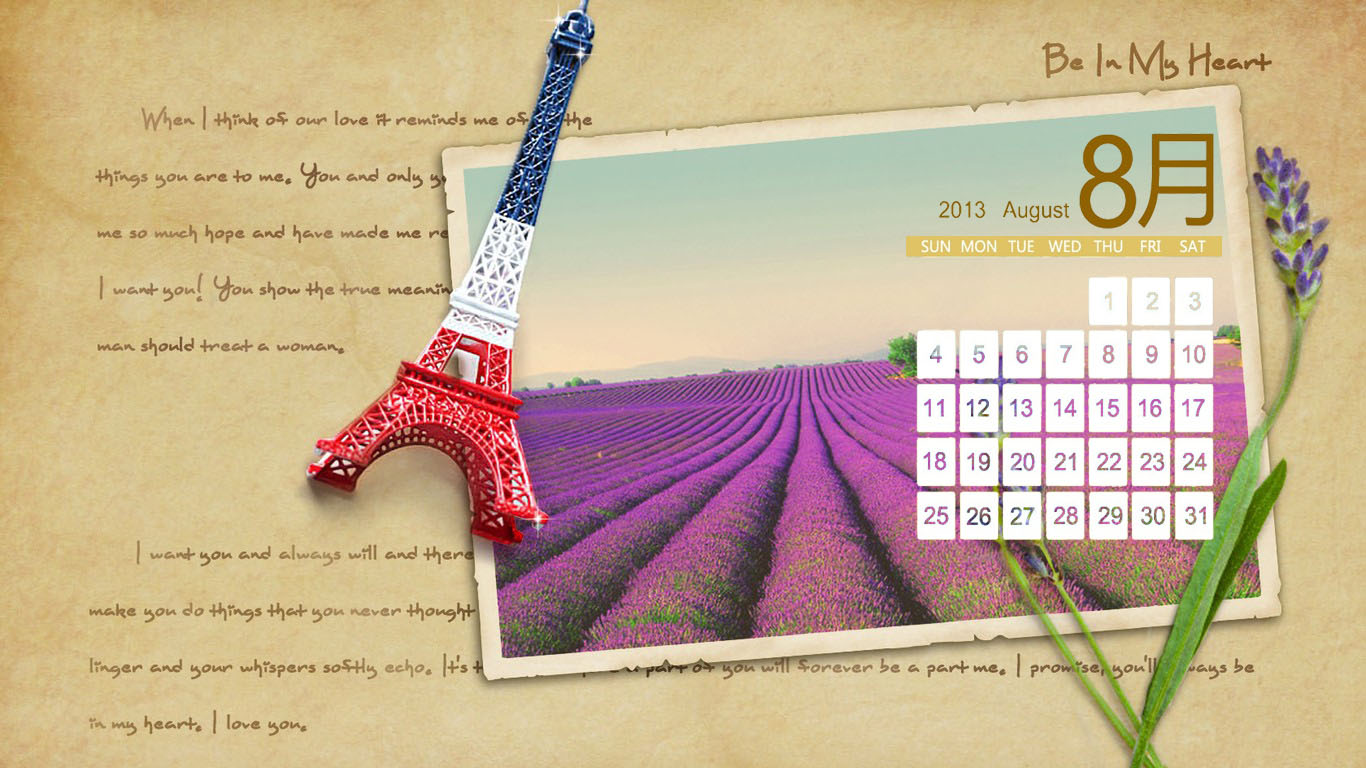 Be In My Heart
When I think of our love it reminds me of the
things you are to me. You and only
me so much hope and have made me
I want you! You show the true
man should treat a woman.
8月
2013 August
SUN MON TUE WED THU FRI SAT
1 2 3
4 5 6 7 8 9 10
11 12 13 14 15 16 17
18 19 20 21 22 23 24
25 26 27 28 29 30 31
I want you and always will and there
make you do things that you never thought
linger and your whispers softly echo. It's a part of you will forever be a part me. I promise, you'll always be
in my heart. I love you.